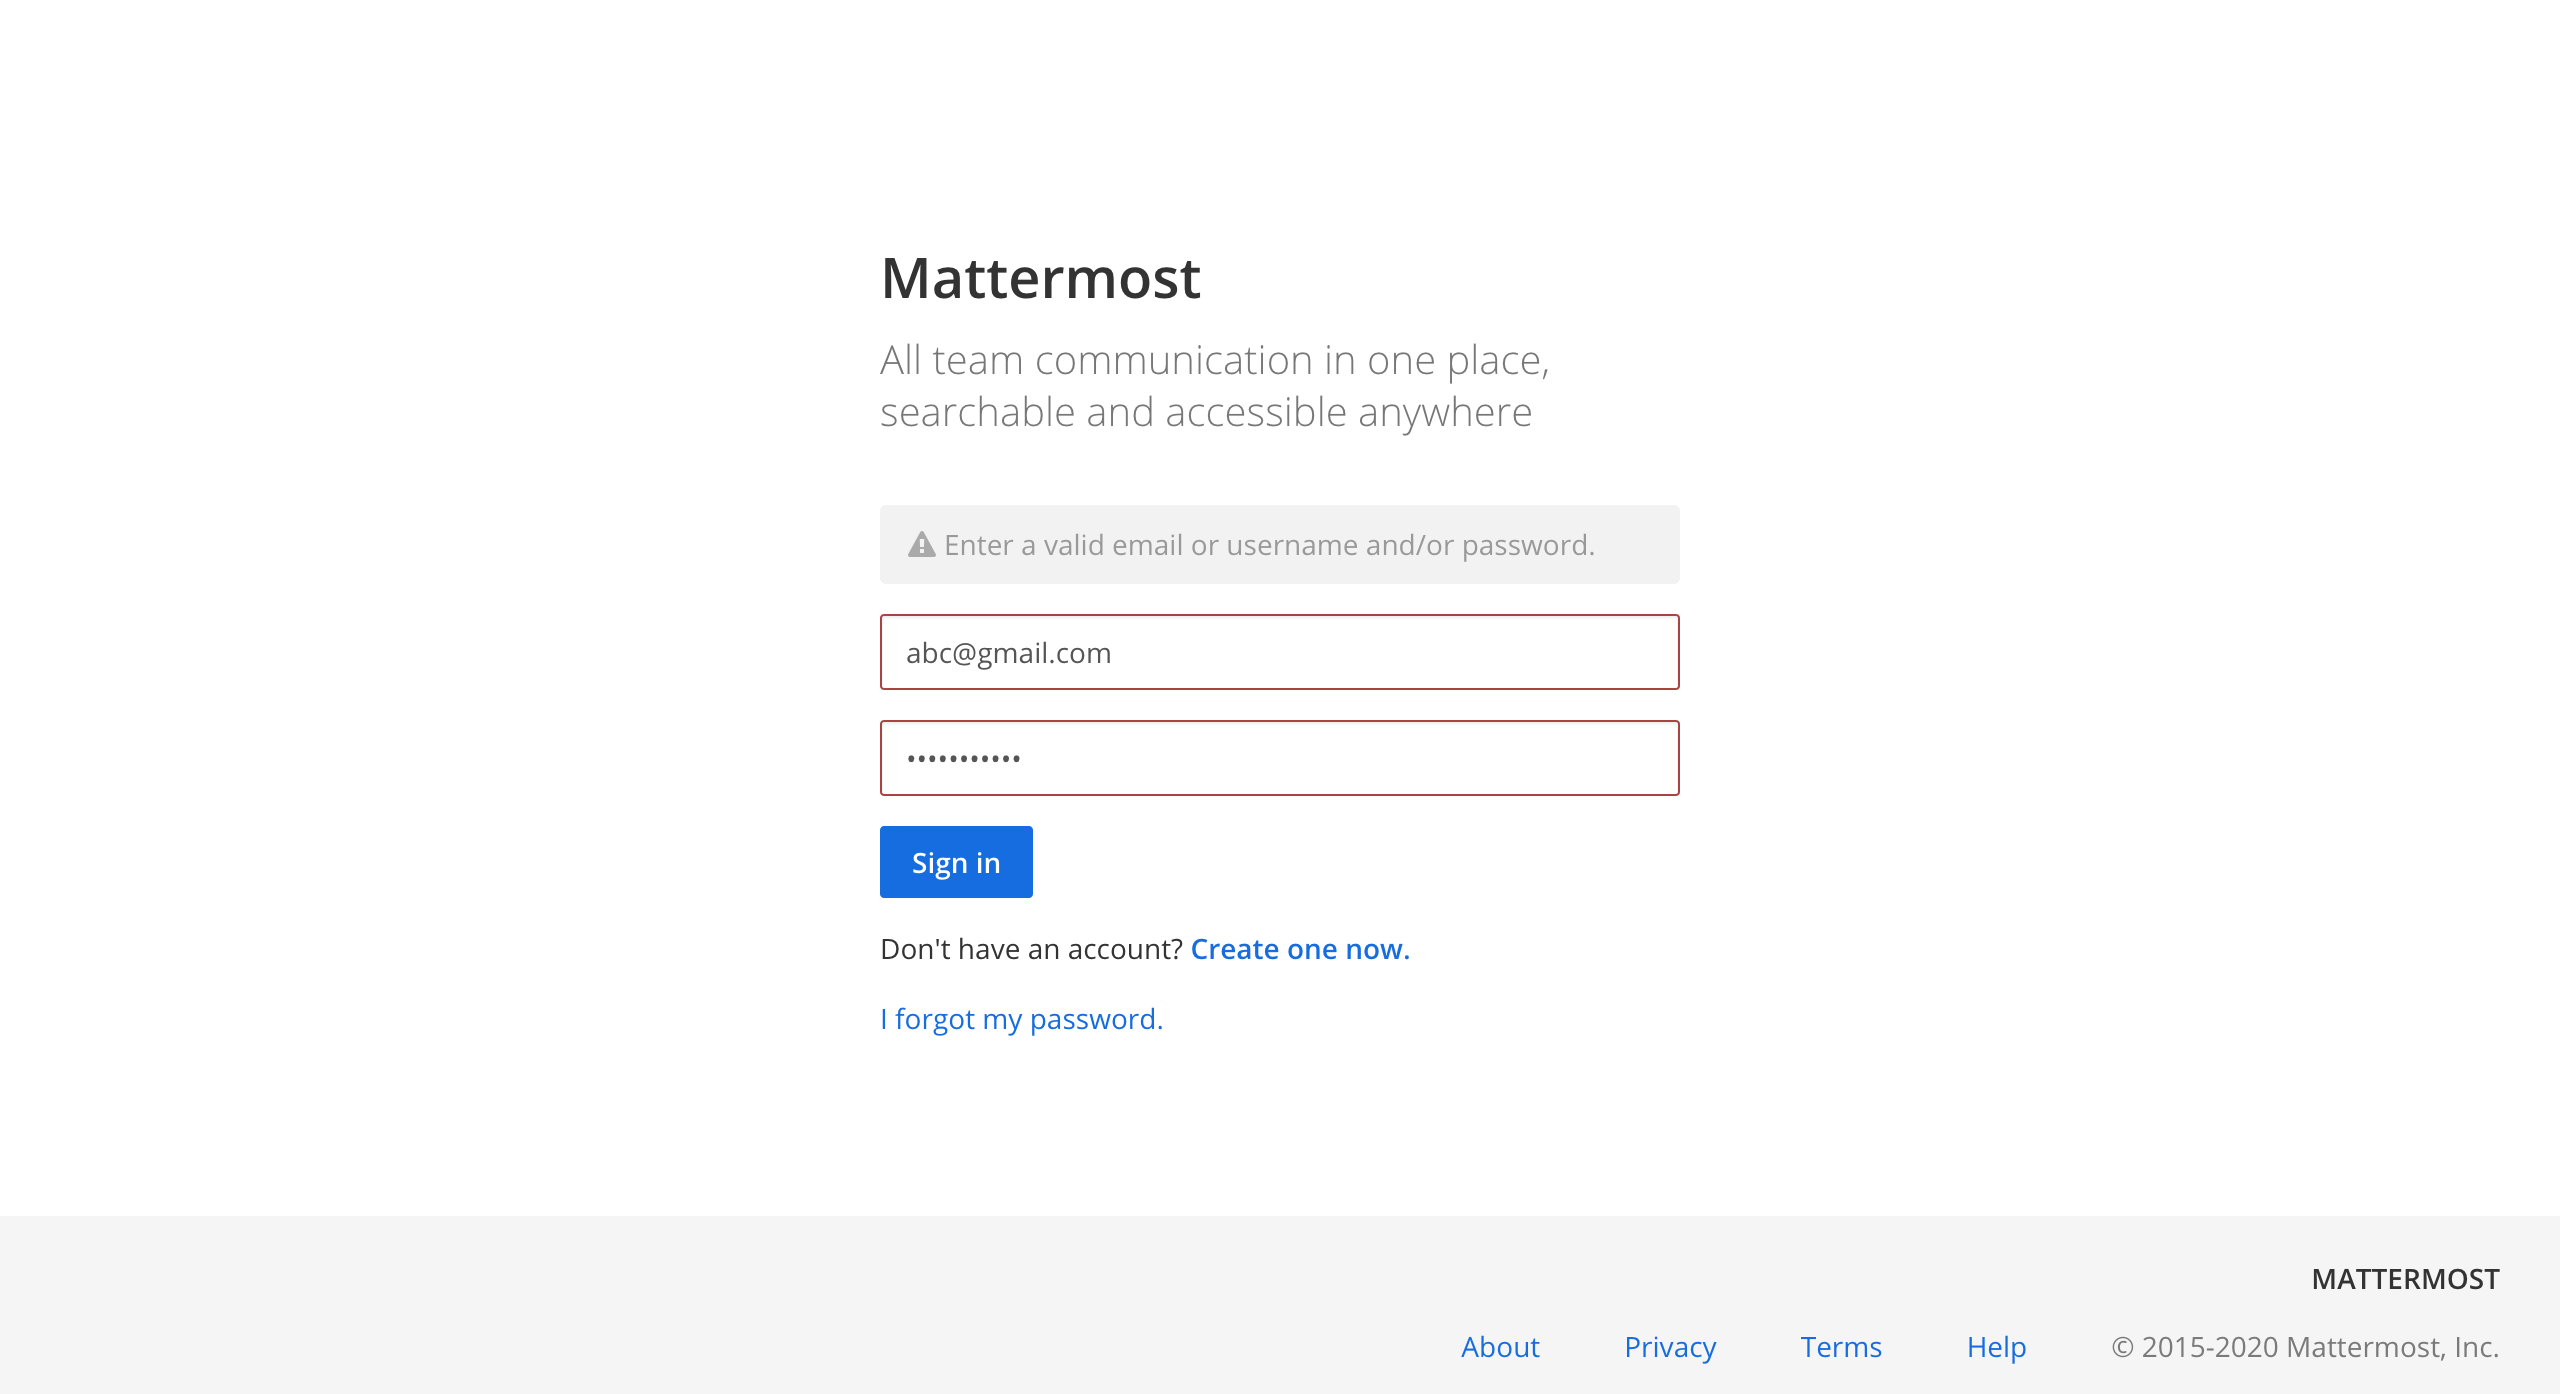 Mattermost
All team communication in one place,
searchable and accessible anywhere
Enter a valid email or username and/or password.
abc@gmail.com
•••••••••••
Sign in
Don't have an account? Create one now.
I forgot my password.
MATTERMOST
About Privacy Terms Help © 2015-2020 Mattermost, Inc.